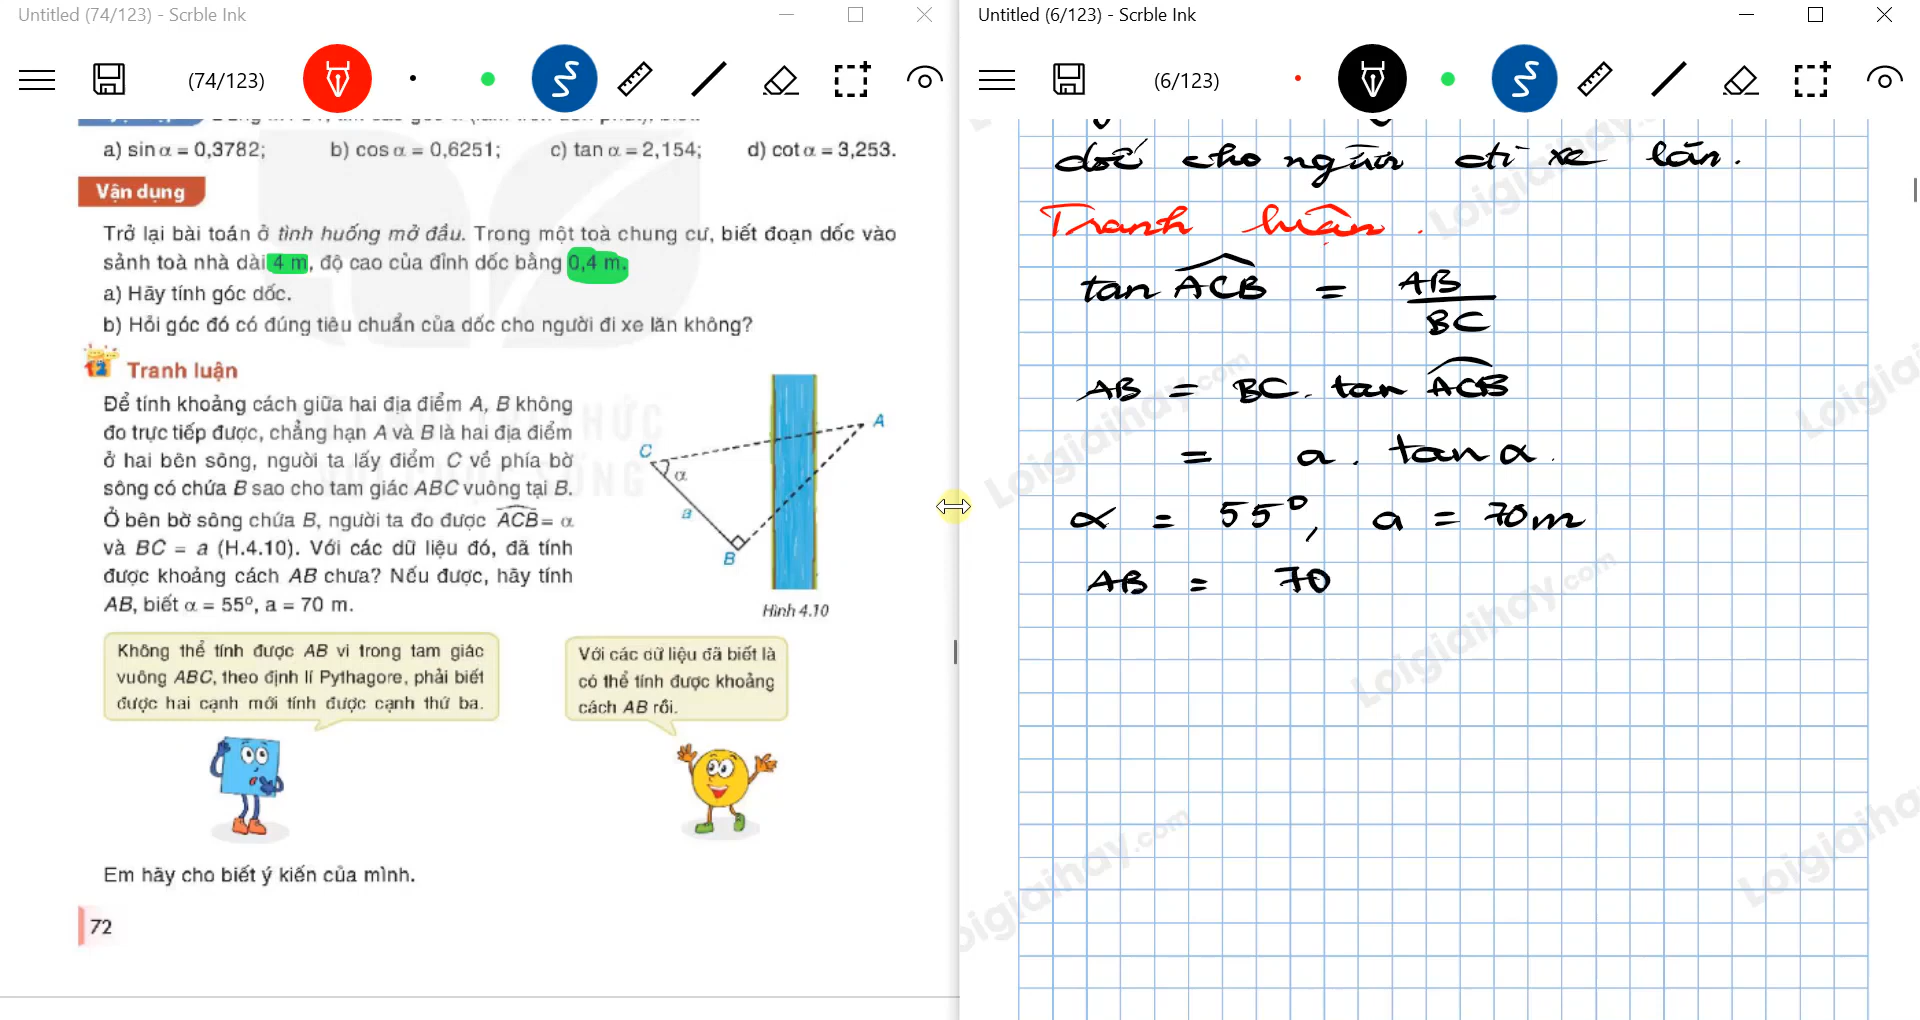 Untitled (74/123) - Scrble Ink
(74/123)
a) sin α = 0,3782; b) cos α = 0,6251; c) tan α = 2,154; d) cot α = 3,253.
Vận dụng
Trở lại bài toán ở tình huống mở đầu. Trong một toà chung cư, biết đoạn dốc vào
sảnh toà nhà dài 4 m, độ cao của đỉnh dốc bằng 0,4 m.
a) Hãy tính góc dốc.
b) Hỏi góc đó có đúng tiêu chuẩn của dốc cho người đi xe lăn không?
Tranh luận
Để tính khoảng cách giữa hai địa điểm A, B không
đo trực tiếp được, chẳng hạn A và B là hai địa điểm
ở hai bên sông, người ta lấy điểm C về phía bờ
sông có chứa B sao cho tam giác ABC vuông tại B.
Ở bên bờ sông chứa B, người ta đo được ACB = α
và BC = a (H.4.10). Với các dữ liệu đó, đã tính
được khoảng cách AB chưa? Nếu được, hãy tính
AB, biết α = 55°, a = 70 m.
C
α
a
B
A
Hình 4.10
Không thể tính được AB vì trong tam giác
vuông ABC, theo định lí Pythagore, phải biết
được hai cạnh mới tính được cạnh thứ ba.
Với các dữ liệu đã biết là
có thể tính được khoảng
cách AB rồi.
Em hãy cho biết ý kiến của mình.
72
Untitled (6/123) - Scrble Ink
(6/123)
dốc cho người đi xe lăn.
Tranh luận.
tan ACB = AB / BC
AB = BC. tan ACB
= a. tan α.
α = 55°, a = 70m
AB = 70
Loigiaihay.com
Loigiaihay.com
Loigiaihay.com
Loigiaihay.com